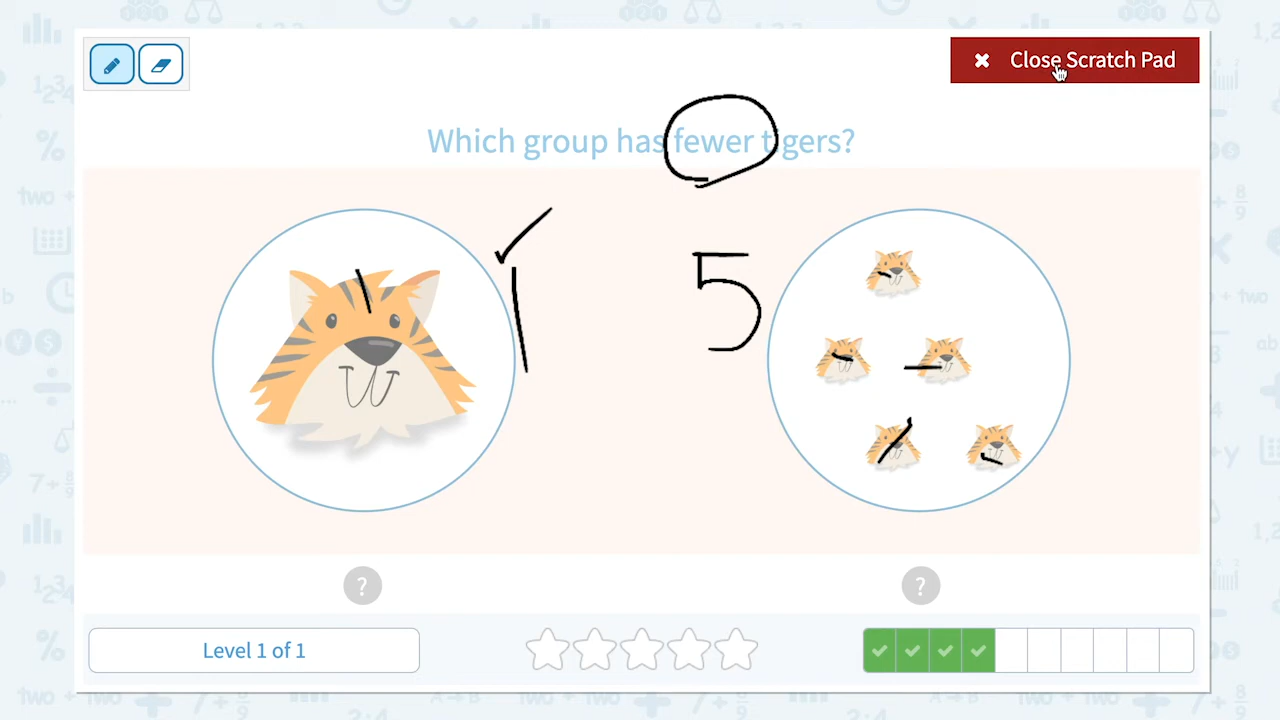 Close Scratch Pad
Which group has fewer tigers?
1
5
?
?
Level 1 of 1